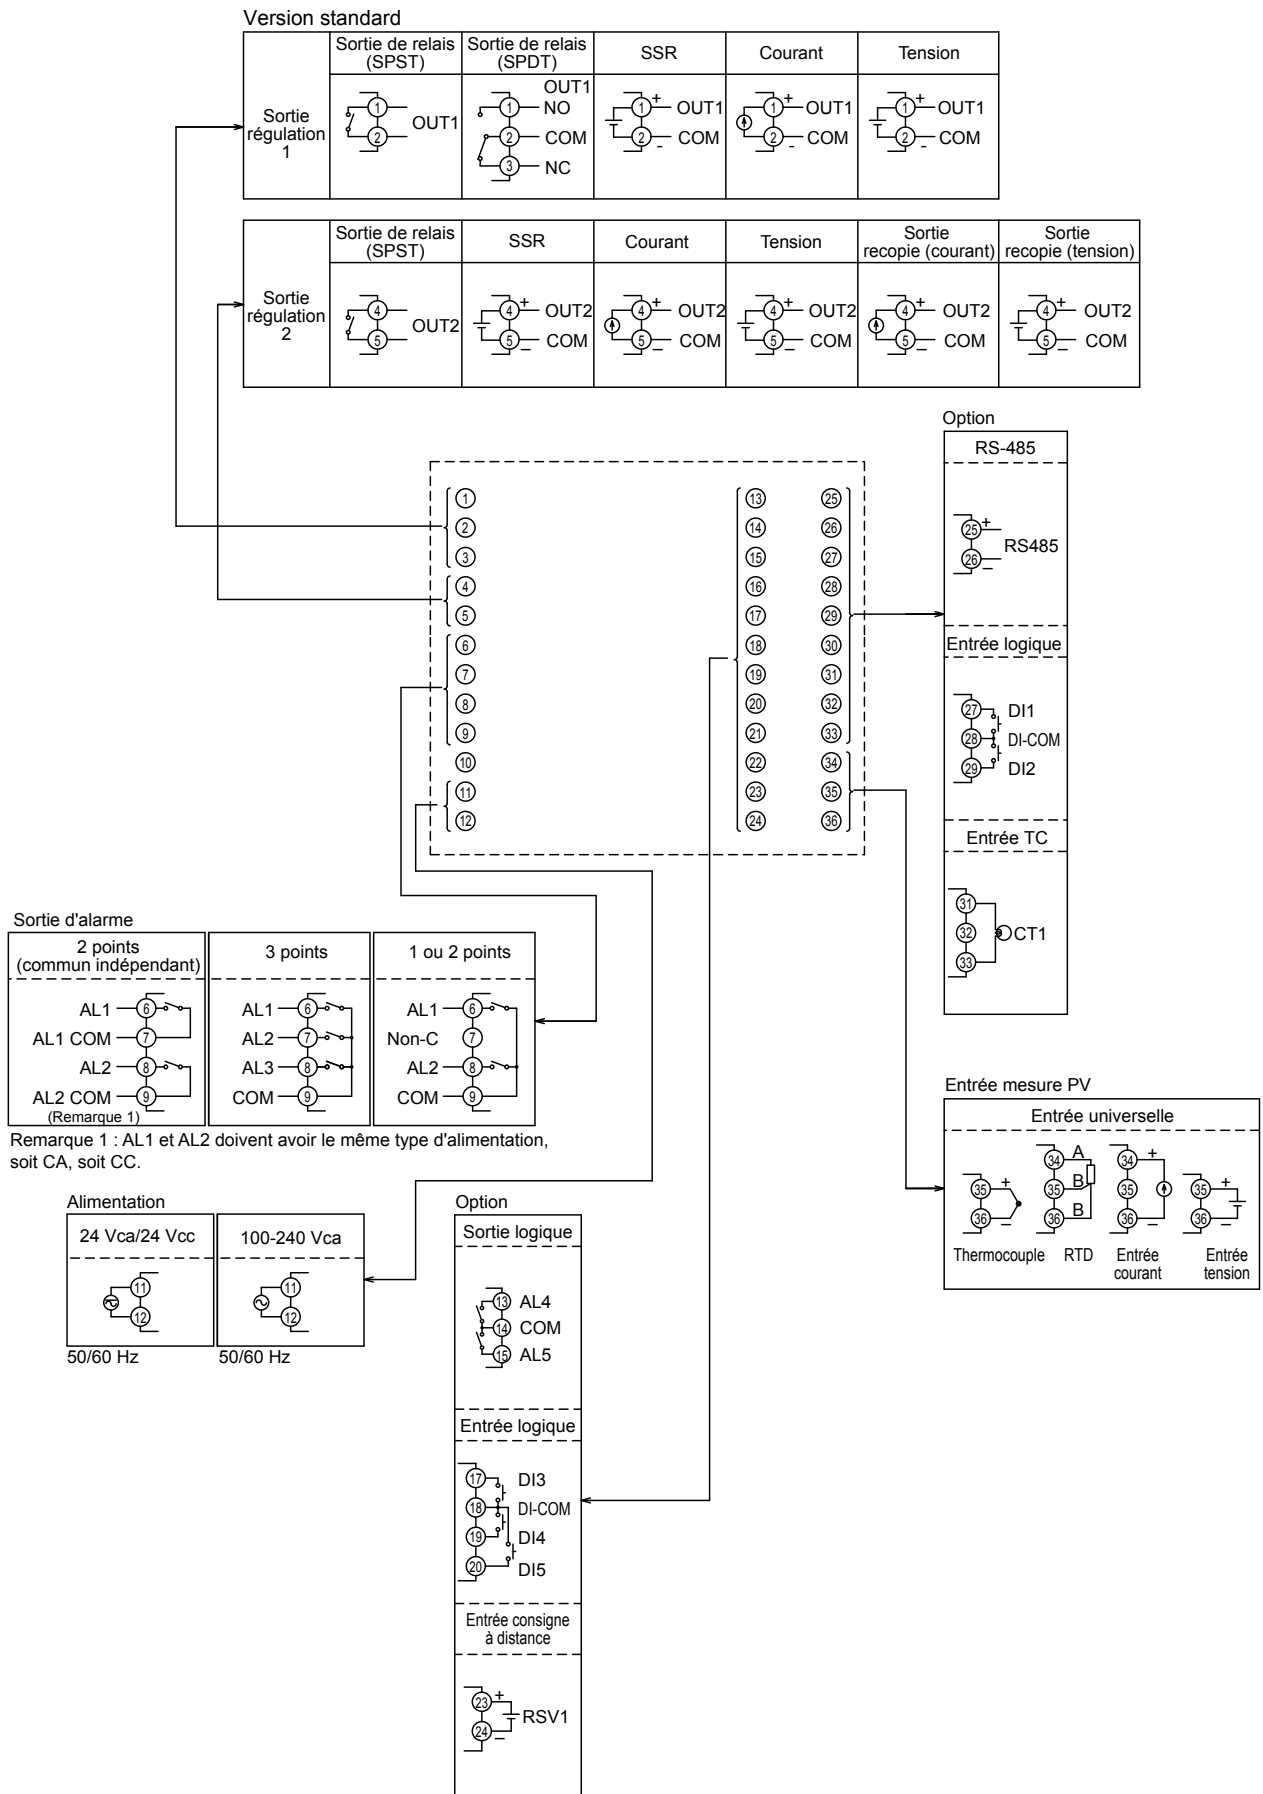 Version standard
Sortie de relais (SPST)
Sortie de relais (SPDT)
SSR
Courant
Tension
Sortie régulation 1
1
2
OUT1
OUT1
1
NO
2
COM
3
NC
1
+
OUT1
2
-
COM
1
+
OUT1
2
-
COM
1
+
OUT1
2
-
COM
Sortie de relais (SPST)
SSR
Courant
Tension
Sortie recopie (courant)
Sortie recopie (tension)
Sortie régulation 2
4
5
OUT2
4
+
OUT2
5
–
COM
4
+
OUT2
5
–
COM
4
+
OUT2
5
–
COM
4
+
OUT2
5
–
COM
4
+
OUT2
5
–
COM
1
2
3
4
5
6
7
8
9
10
11
12
13
14
15
16
17
18
19
20
21
22
23
24
25
26
27
28
29
30
31
32
33
34
35
36
Option
RS-485
25
+
26
–
RS485
Entrée logique
27
DI1
28
DI-COM
29
DI2
Entrée TC
31
32
33
CT1
Sortie d'alarme
2 points
(commun indépendant)
AL1
6
AL1 COM
7
AL2
8
AL2 COM
9
(Remarque 1)
3 points
AL1
6
AL2
7
AL3
8
COM
9
1 ou 2 points
AL1
6
Non-C
7
AL2
8
COM
9
Remarque 1 : AL1 et AL2 doivent avoir le même type d'alimentation,
soit CA, soit CC.
Entrée mesure PV
Entrée universelle
35
+
36
–
Thermocouple
34
A
35
B
36
B
RTD
34
+
35
36
–
Entrée courant
35
+
36
–
Entrée tension
Alimentation
24 Vca/24 Vcc
11
12
50/60 Hz
100-240 Vca
11
12
50/60 Hz
Option
Sortie logique
13
AL4
14
COM
15
AL5
Entrée logique
17
DI3
18
DI-COM
19
DI4
20
DI5
Entrée consigne
à distance
23
+
24
–
RSV1